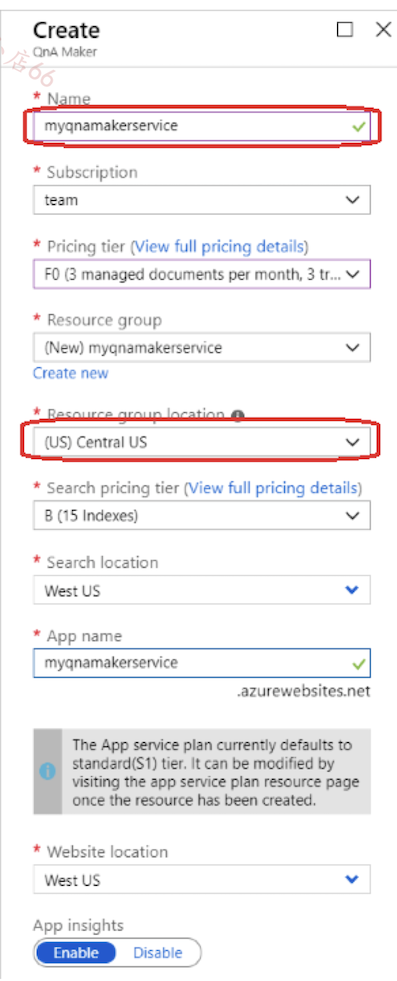 Create
QnA Maker
店66
* Name
myqnamakerservice
* Subscription
team
* Pricing tier (View full pricing details)
F0 (3 managed documents per month, 3 tr...
* Resource group
(New) myqnamakerservice
Create new
* Resource group location
(US) Central US
* Search pricing tier (View full pricing details)
B (15 Indexes)
* Search location
West US
* App name
myqnamakerservice
.azurewebsites.net
The App service plan currently defaults to
standard(S1) tier. It can be modified by
visiting the app service plan resource page
once the resource has been created.
* Website location
West US
App insights
Enable Disable